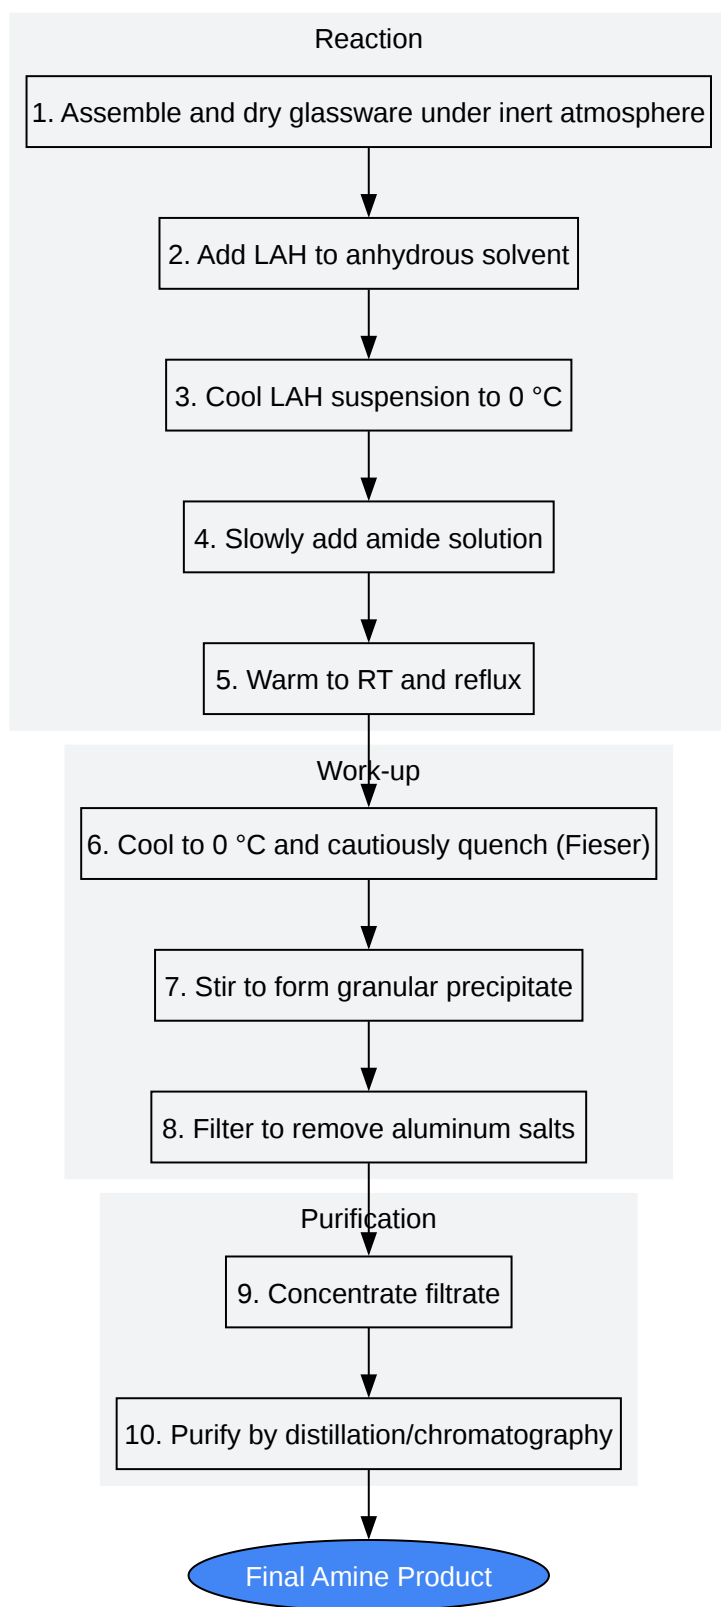 Reaction
1. Assemble and dry glassware under inert atmosphere
2. Add LAH to anhydrous solvent
3. Cool LAH suspension to 0 °C
4. Slowly add amide solution
5. Warm to RT and reflux
Work-up
6. Cool to 0 °C and cautiously quench (Fieser)
7. Stir to form granular precipitate
8. Filter to remove aluminum salts
Purification
9. Concentrate filtrate
10. Purify by distillation/chromatography
Final Amine Product